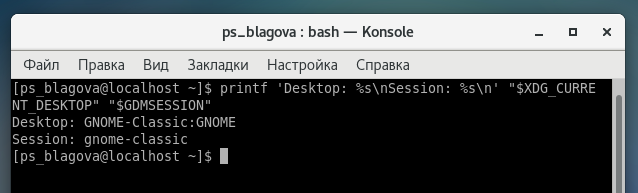 ps_blagova : bash — Konsole
Файл Правка Вид Закладки Настройка Справка
[ps_blagova@localhost ~]$ printf 'Desktop: %s\nSession: %s\n' "$XDG_CURRE
NT_DESKTOP" "$GDMSESSION"
Desktop: GNOME-Classic:GNOME
Session: gnome-classic
[ps_blagova@localhost ~]$